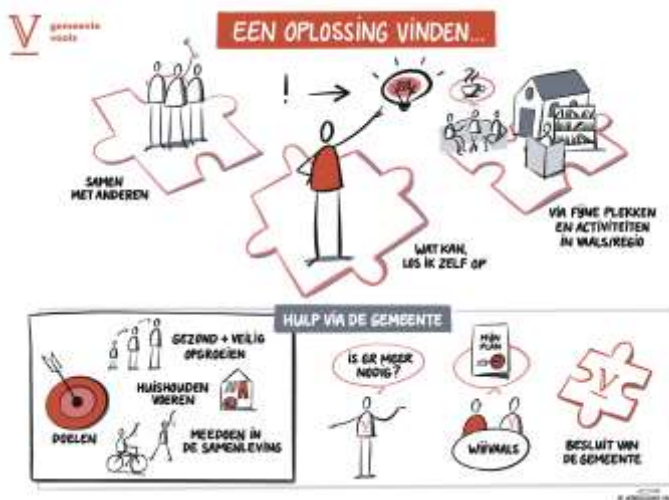 gemeente
vaals
EEN OPLOSSING VINDEN...
!
SAMEN
MET ANDEREN
WAT KAN,
LOS IK ZELF OP
VIA FIJNE PLEKKEN
EN ACTIVITEITEN
IN VAALS/REGIO
HULP VIA DE GEMEENTE
DOELEN
GEZOND + VEILIG
OPGROEIEN
HUISHOUDEN
VOEREN
MEEDOEN IN
DE SAMENLEVING
IS ER MEER
NODIG?
MIJN
PLAN
WIJVAALS
V
BESLUIT VAN
DE GEMEENTE